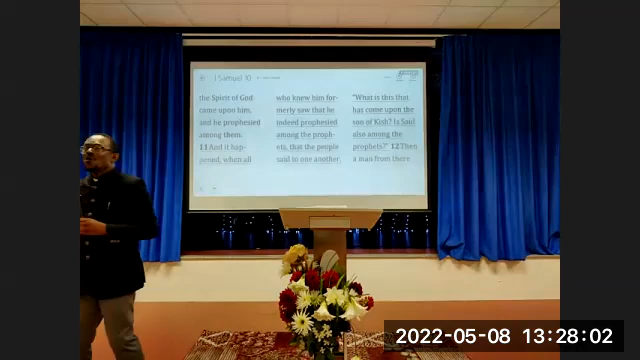 1 Samuel 10
the Spirit of God
came upon him,
and he prophesied
among them.
11 And it hap-
pened, when all
who knew him for-
merly saw that he
indeed prophesied
among the proph-
ets, that the people
said to one another,
"What is this that
has come upon the
son of Kish? Is Saul
also among the
prophets?" 12 Then
a man from there
2022-05-08 13:28:02